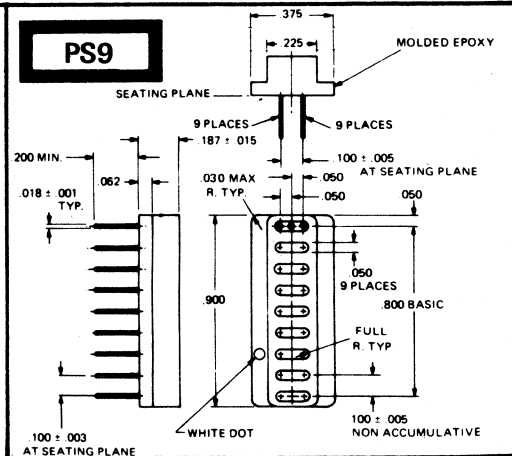 PS9
.375
.225
MOLDED EPOXY
SEATING PLANE
9 PLACES
9 PLACES
.187 ± .015
.200 MIN.
.100 ± .005
AT SEATING PLANE
.062
.030 MAX
R. TYP.
.050
.018 ± .001
TYP.
.050
050
.050
9 PLACES
.900
.800 BASIC
FULL
R. TYP
WHITE DOT
100 ± .005
NON ACCUMULATIVE
.100 ± .003
AT SEATING PLANE